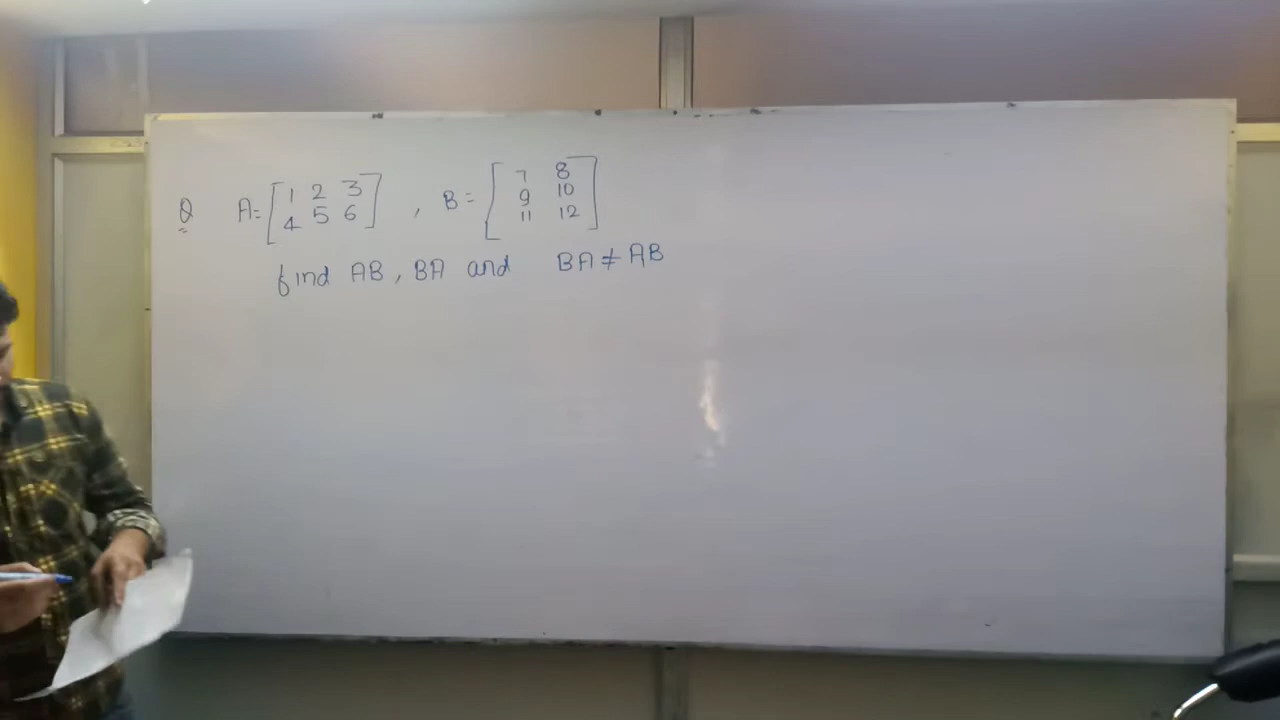 Q A = [1 2 3 4 5 6], B = [7 8 9 10 11 12]
find AB, BA and BA ≠ AB